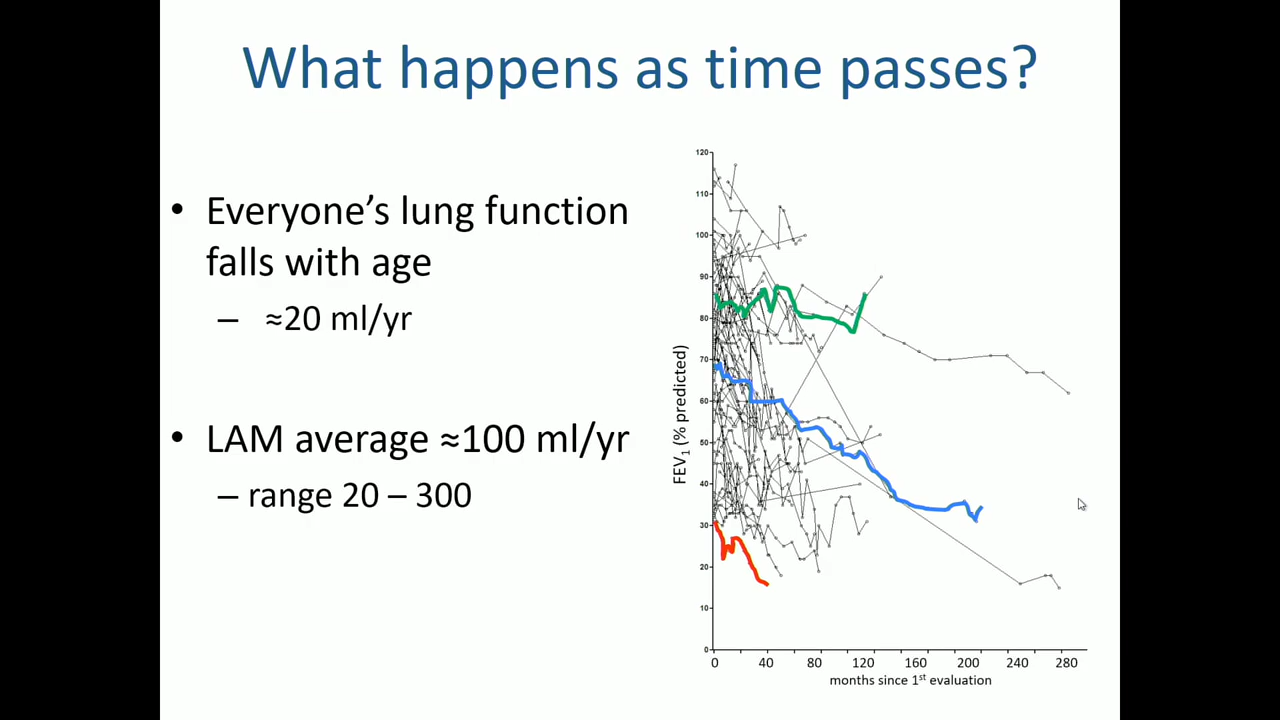 What happens as time passes?
• Everyone’s lung function
falls with age
– ≈20 ml/yr
• LAM average ≈100 ml/yr
– range 20 – 300
FEV1 (% predicted)
120
110
100
90
80
70
60
50
40
30
20
10
0
0 40 80 120 160 200 240 280
months since 1st evaluation